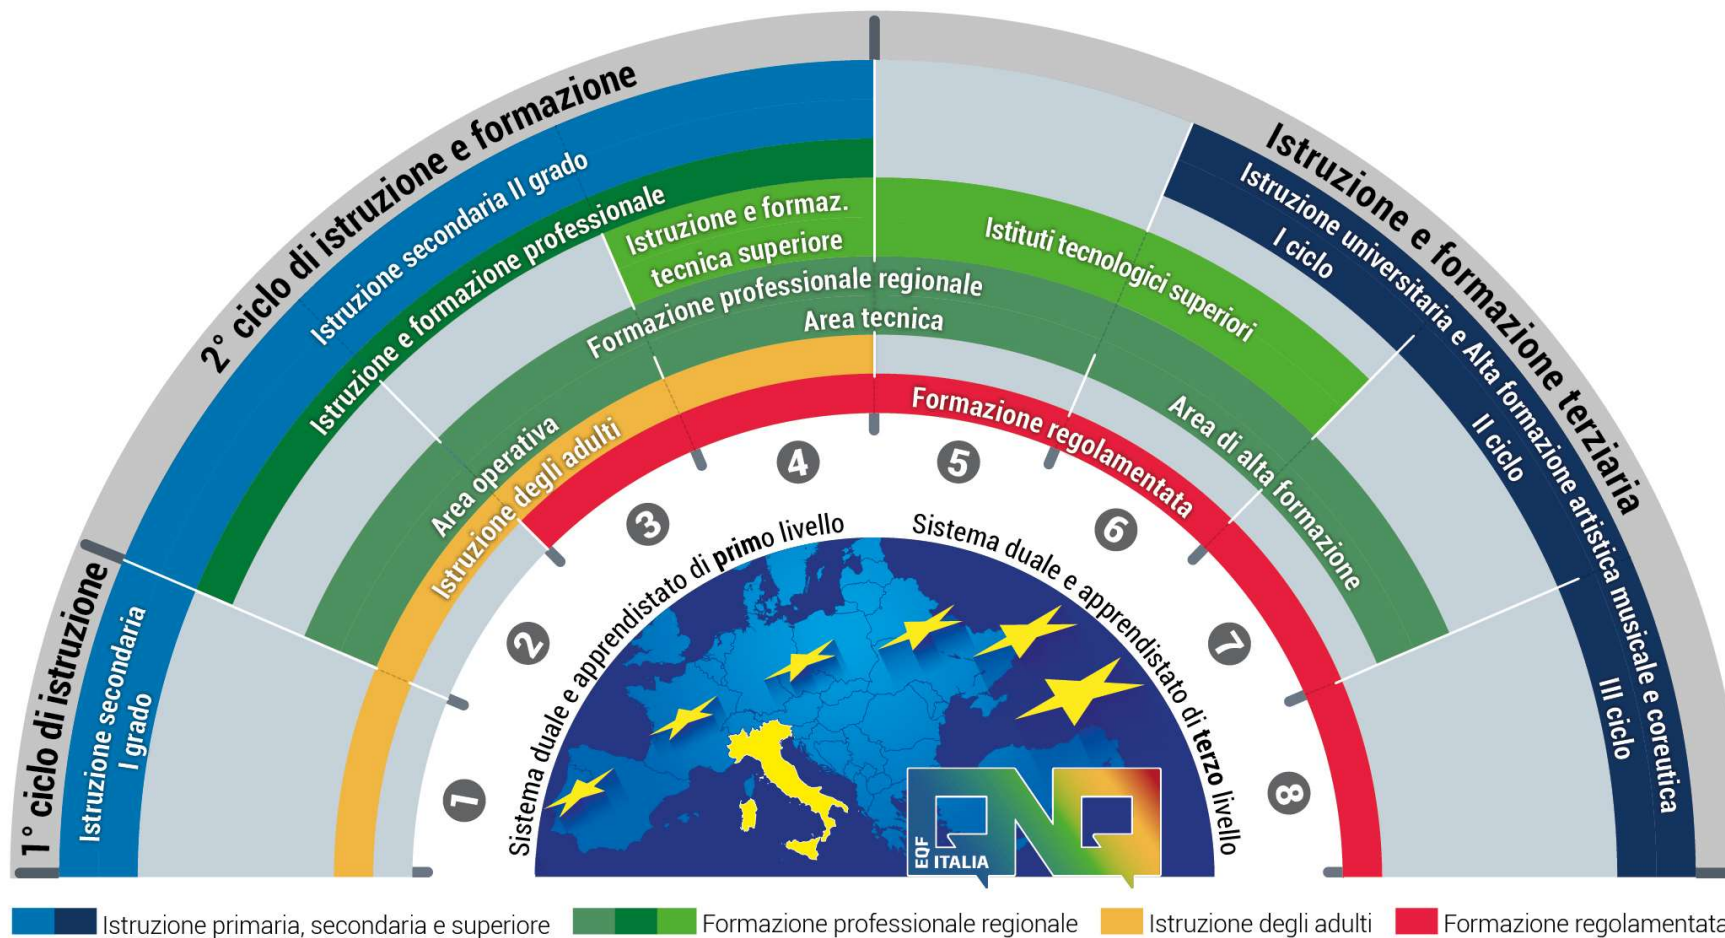 1° ciclo di istruzione
2° ciclo di istruzione e formazione
Istruzione e formazione terziaria
Istruzione secondaria
I grado
Istruzione secondaria II grado
Istruzione e formazione professionale
Istruzione e formaz.
tecnica superiore
Istituti tecnologici superiori
Istruzione universitaria e Alta formazione artistica musicale e coreutica
I ciclo
II ciclo
III ciclo
Formazione professionale regionale
Area operativa
Area tecnica
Area di alta formazione
Istruzione degli adulti
Formazione regolamentata
1
2
3
4
5
6
7
8
Sistema duale e apprendistato di primo livello
Sistema duale e apprendistato di terzo livello
EQF
ITALIA
QNQ
Istruzione primaria, secondaria e superiore
Formazione professionale regionale
Istruzione degli adulti
Formazione regolamentata